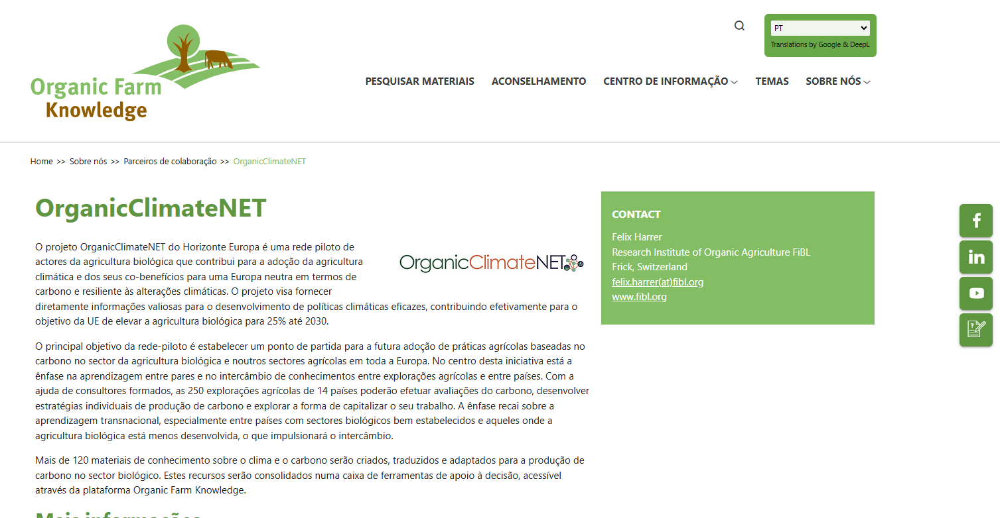 Organic Farm
Knowledge
PT
Translations by Google & DeepL
PESQUISAR MATERIAIS ACONSELHAMENTO CENTRO DE INFORMAÇÃO TEMAS SOBRE NÓS
Home >> Sobre nós >> Parceiros de colaboração >> OrganicClimateNET
OrganicClimateNET
O projeto OrganicClimateNET do Horizonte Europa é uma rede piloto de
actores da agricultura biológica que contribui para a adoção da agricultura
climática e dos seus co-benefícios para uma Europa neutra em termos de
carbono e resiliente às alterações climáticas. O projeto visa fornecer
diretamente informações valiosas para o desenvolvimento de políticas climáticas eficazes, contribuindo efetivamente para o
objetivo da UE de elevar a agricultura biológica para 25% até 2030.
OrganicClimateNET
O principal objetivo da rede-piloto é estabelecer um ponto de partida para a futura adoção de práticas agrícolas baseadas no
carbono no sector da agricultura biológica e noutros sectores agrícolas em toda a Europa. No centro desta iniciativa está a
ênfase na aprendizagem entre pares e no intercâmbio de conhecimentos entre explorações agrícolas e entre países. Com a
ajuda de consultores formados, as 250 explorações agrícolas de 14 países poderão efetuar avaliações do carbono, desenvolver
estratégias individuais de produção de carbono e explorar a forma de capitalizar o seu trabalho. A ênfase recai sobre a
aprendizagem transnacional, especialmente entre países com sectores biológicos bem estabelecidos e aqueles onde a
agricultura biológica está menos desenvolvida, o que impulsionará o intercâmbio.
Mais de 120 materiais de conhecimento sobre o clima e o carbono serão criados, traduzidos e adaptados para a produção de
carbono no sector biológico. Estes recursos serão consolidados numa caixa de ferramentas de apoio à decisão, acessível
através da plataforma Organic Farm Knowledge.
Mais informações
CONTACT
Felix Harrer
Research Institute of Organic Agriculture FiBL
Frick, Switzerland
felix.harrer(at)fibl.org
www.fibl.org